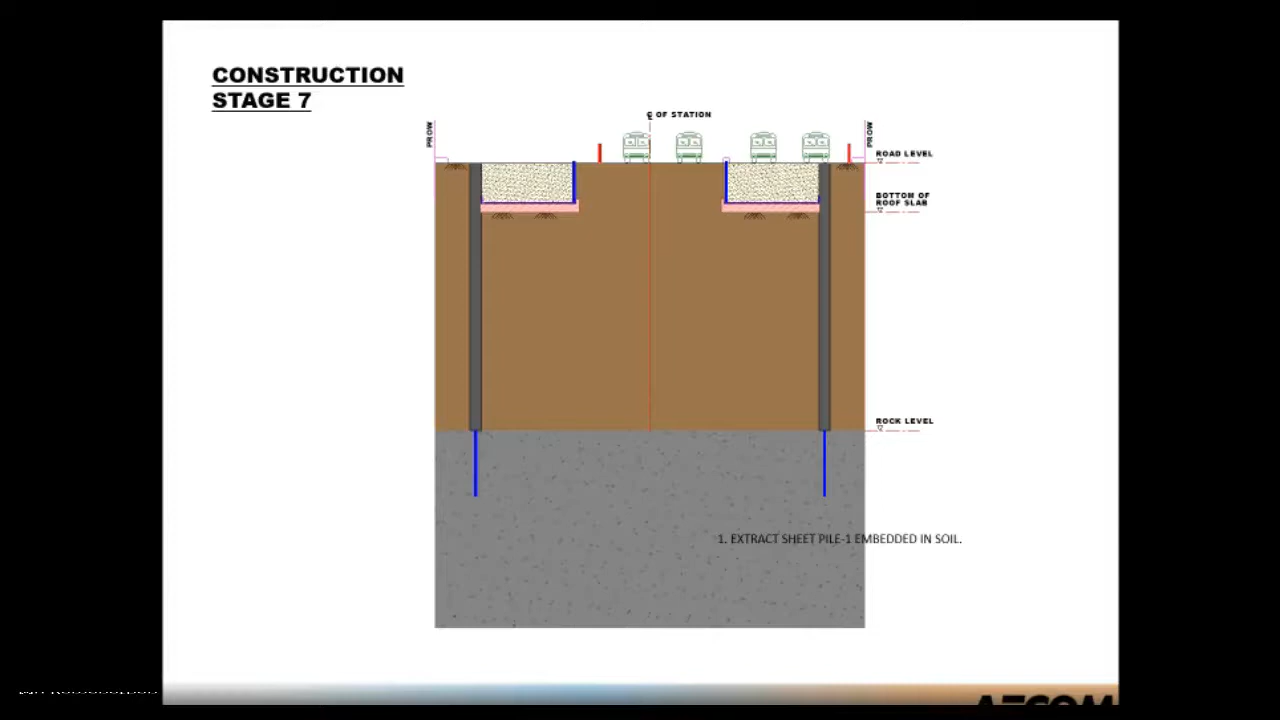 CONSTRUCTION
STAGE 7
℄ OF STATION
PROW
PROW
ROAD LEVEL
BOTTOM OF
ROOF SLAB
ROCK LEVEL
1. EXTRACT SHEET PILE-1 EMBEDDED IN SOIL.
AECOM